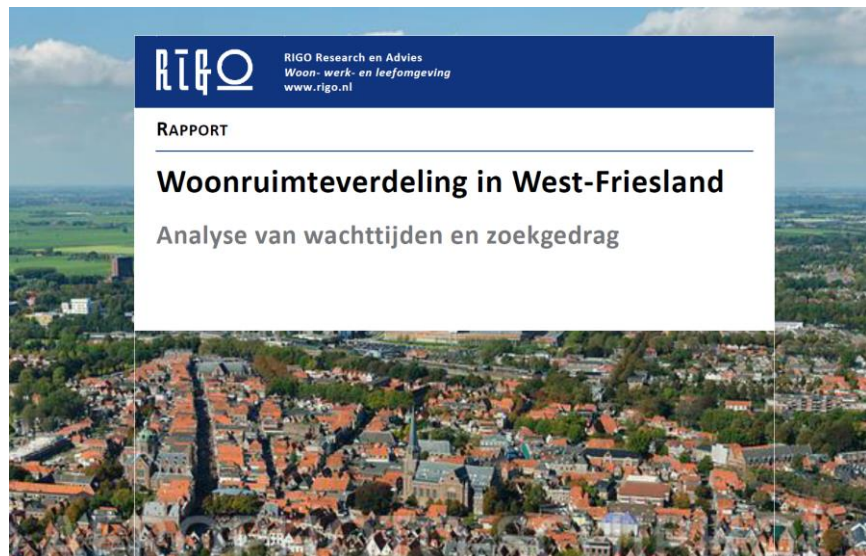 RIGO
RIGO Research en Advies
Woon- werk- en leefomgeving
www.rigo.nl
RAPPORT
Woonruimteverdeling in West-Friesland
Analyse van wachttijden en zoekgedrag